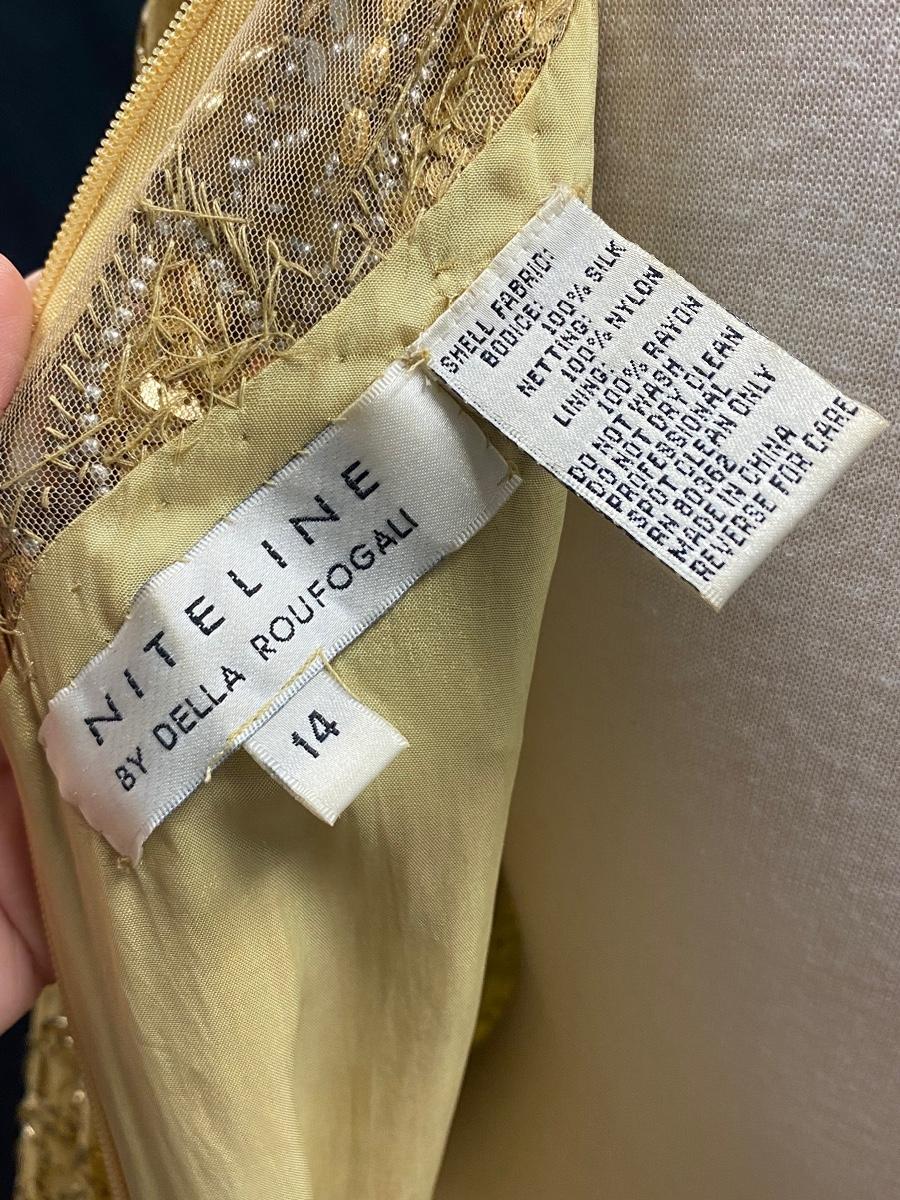 NITELINE
BY DELLA ROUFOGALI
14
SHELL FABRIC:
BODICE:
100% SILK
NETTING:
100% NYLON
LINING:
100% RAYON
DO NOT WASH
DO NOT DRY CLEAN
PROFESSIONAL
SPOT CLEAN ONLY
RN 80362
MADE IN CHINA
REVERSE FOR CARE